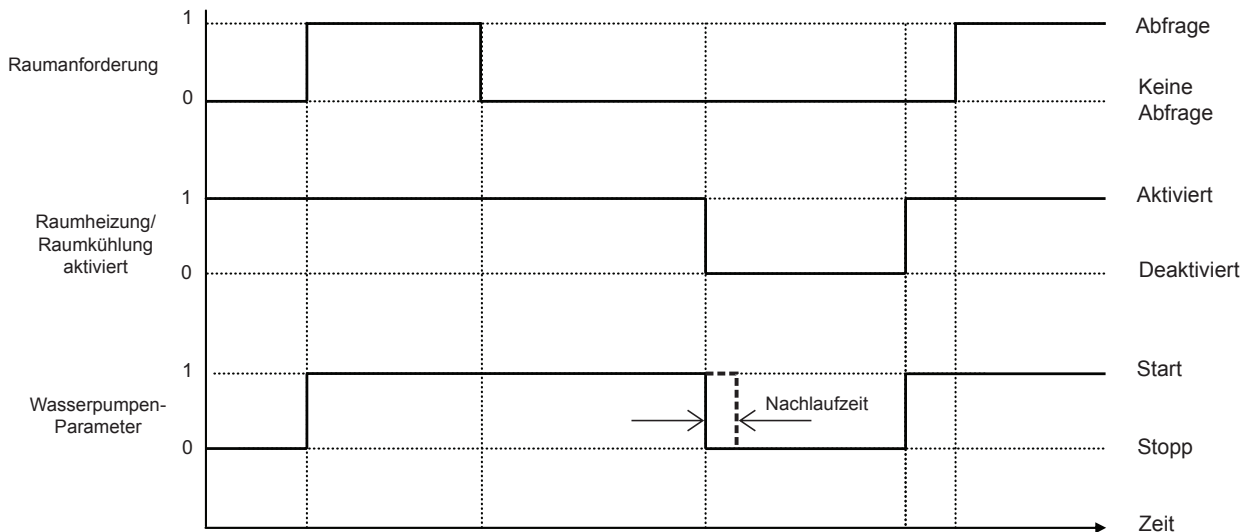 1
Abfrage
Raumanforderung
0
Keine
Abfrage
1
Aktiviert
Raumheizung/
Raumkühlung
aktiviert
0
Deaktiviert
1
Start
Wasserpumpen-
Parameter
Nachlaufzeit
0
Stopp
Zeit